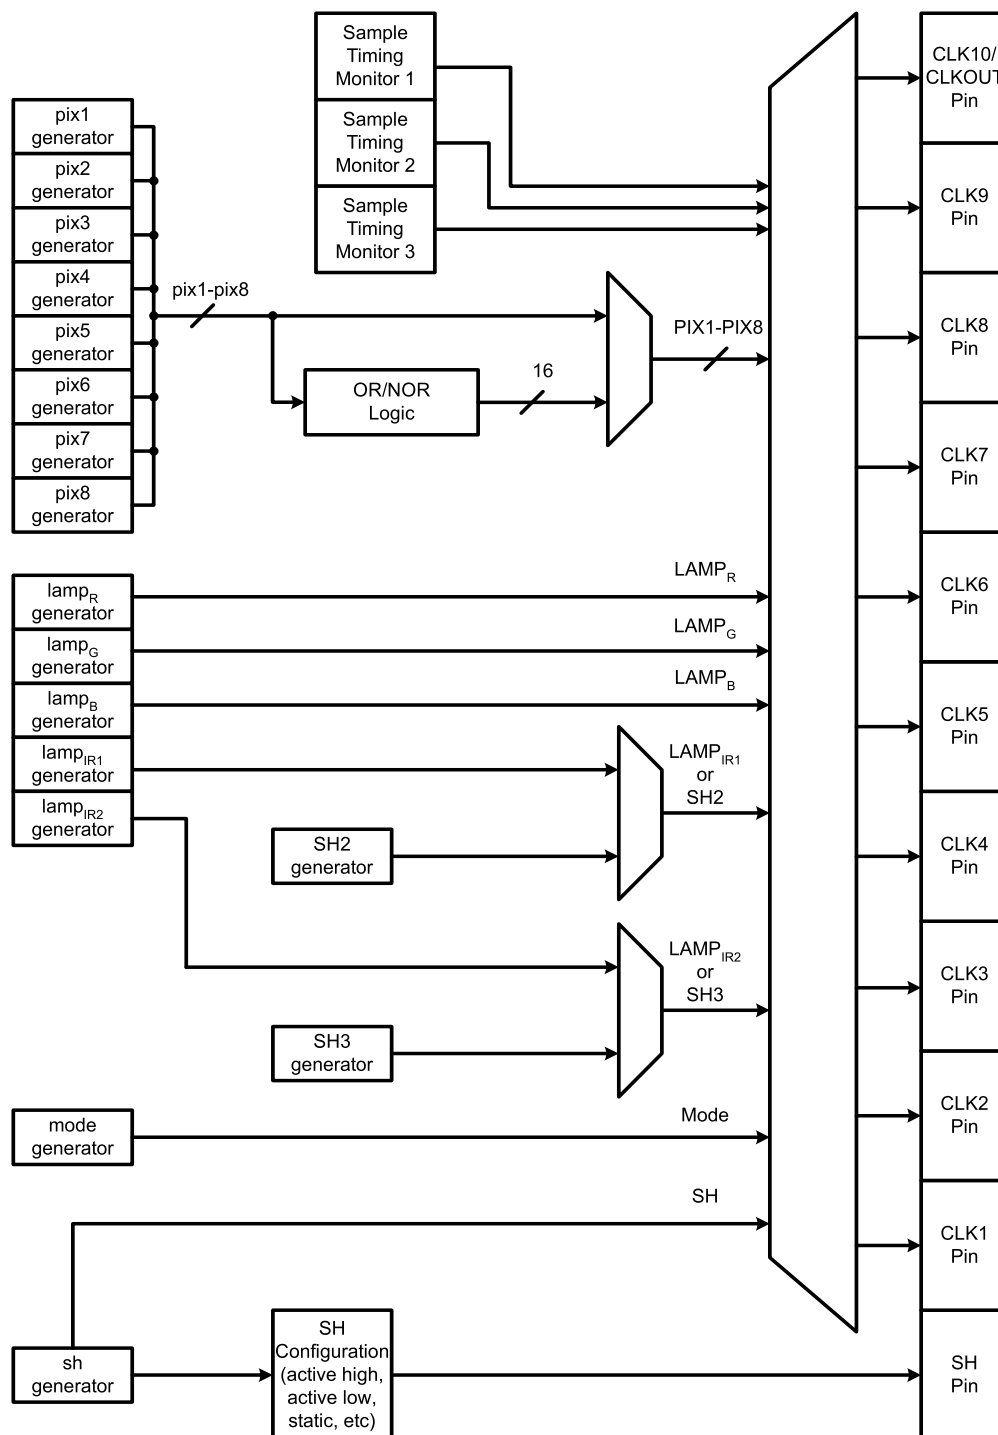 Sample
Timing
Monitor 1
Sample
Timing
Monitor 2
Sample
Timing
Monitor 3
pix1
generator
pix2
generator
pix3
generator
pix4
generator
pix5
generator
pix6
generator
pix7
generator
pix8
generator
pix1-pix8
OR/NOR
Logic
16
PIX1-PIX8
lampR
generator
lampG
generator
lampB
generator
lampIR1
generator
lampIR2
generator
LAMPR
LAMPG
LAMPB
LAMPIR1
or
SH2
SH2
generator
LAMPIR2
or
SH3
SH3
generator
mode
generator
Mode
SH
sh
generator
SH
Configuration
(active high,
active low,
static, etc)
CLK10/
CLKOUT
Pin
CLK9
Pin
CLK8
Pin
CLK7
Pin
CLK6
Pin
CLK5
Pin
CLK4
Pin
CLK3
Pin
CLK2
Pin
CLK1
Pin
SH
Pin